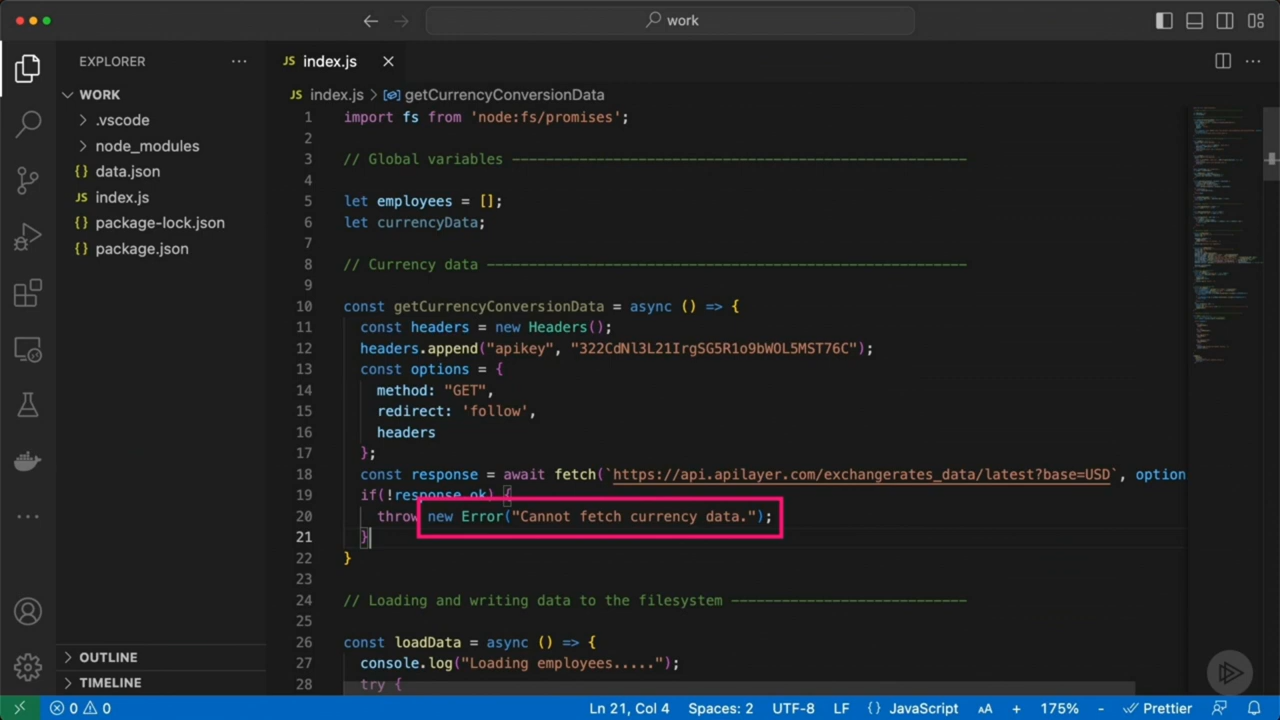 work
EXPLORER
JS index.js
WORK
JS index.js > getCurrencyConversionData
.vscode
node_modules
{} data.json
JS index.js
{} package-lock.json
{} package.json
1 import fs from 'node:fs/promises';
2
3 // Global variables ------------------------------------------------------
4
5 let employees = [];
6 let currencyData;
7
8 // Currency data ---------------------------------------------------------
9
10 const getCurrencyConversionData = async () => {
11 const headers = new Headers();
12 headers.append("apikey", "322CdNl3L21IrgSG5R1o9bWOL5MST76C");
13 const options = {
14 method: "GET",
15 redirect: 'follow',
16 headers
17 };
18 const response = await fetch(`https://api.apilayer.com/exchangerates_data/latest?base=USD`, option
19 if(!response.ok) {
20 throw new Error("Cannot fetch currency data.");
21 }
22 }
23
24 // Loading and writing data to the filesystem ----------------------------
25
26 const loadData = async () => {
27 console.log("Loading employees.....");
28 try {
OUTLINE
TIMELINE
0 0 Ln 21, Col 4 Spaces: 2 UTF-8 LF {} JavaScript AA + 175% - Prettier